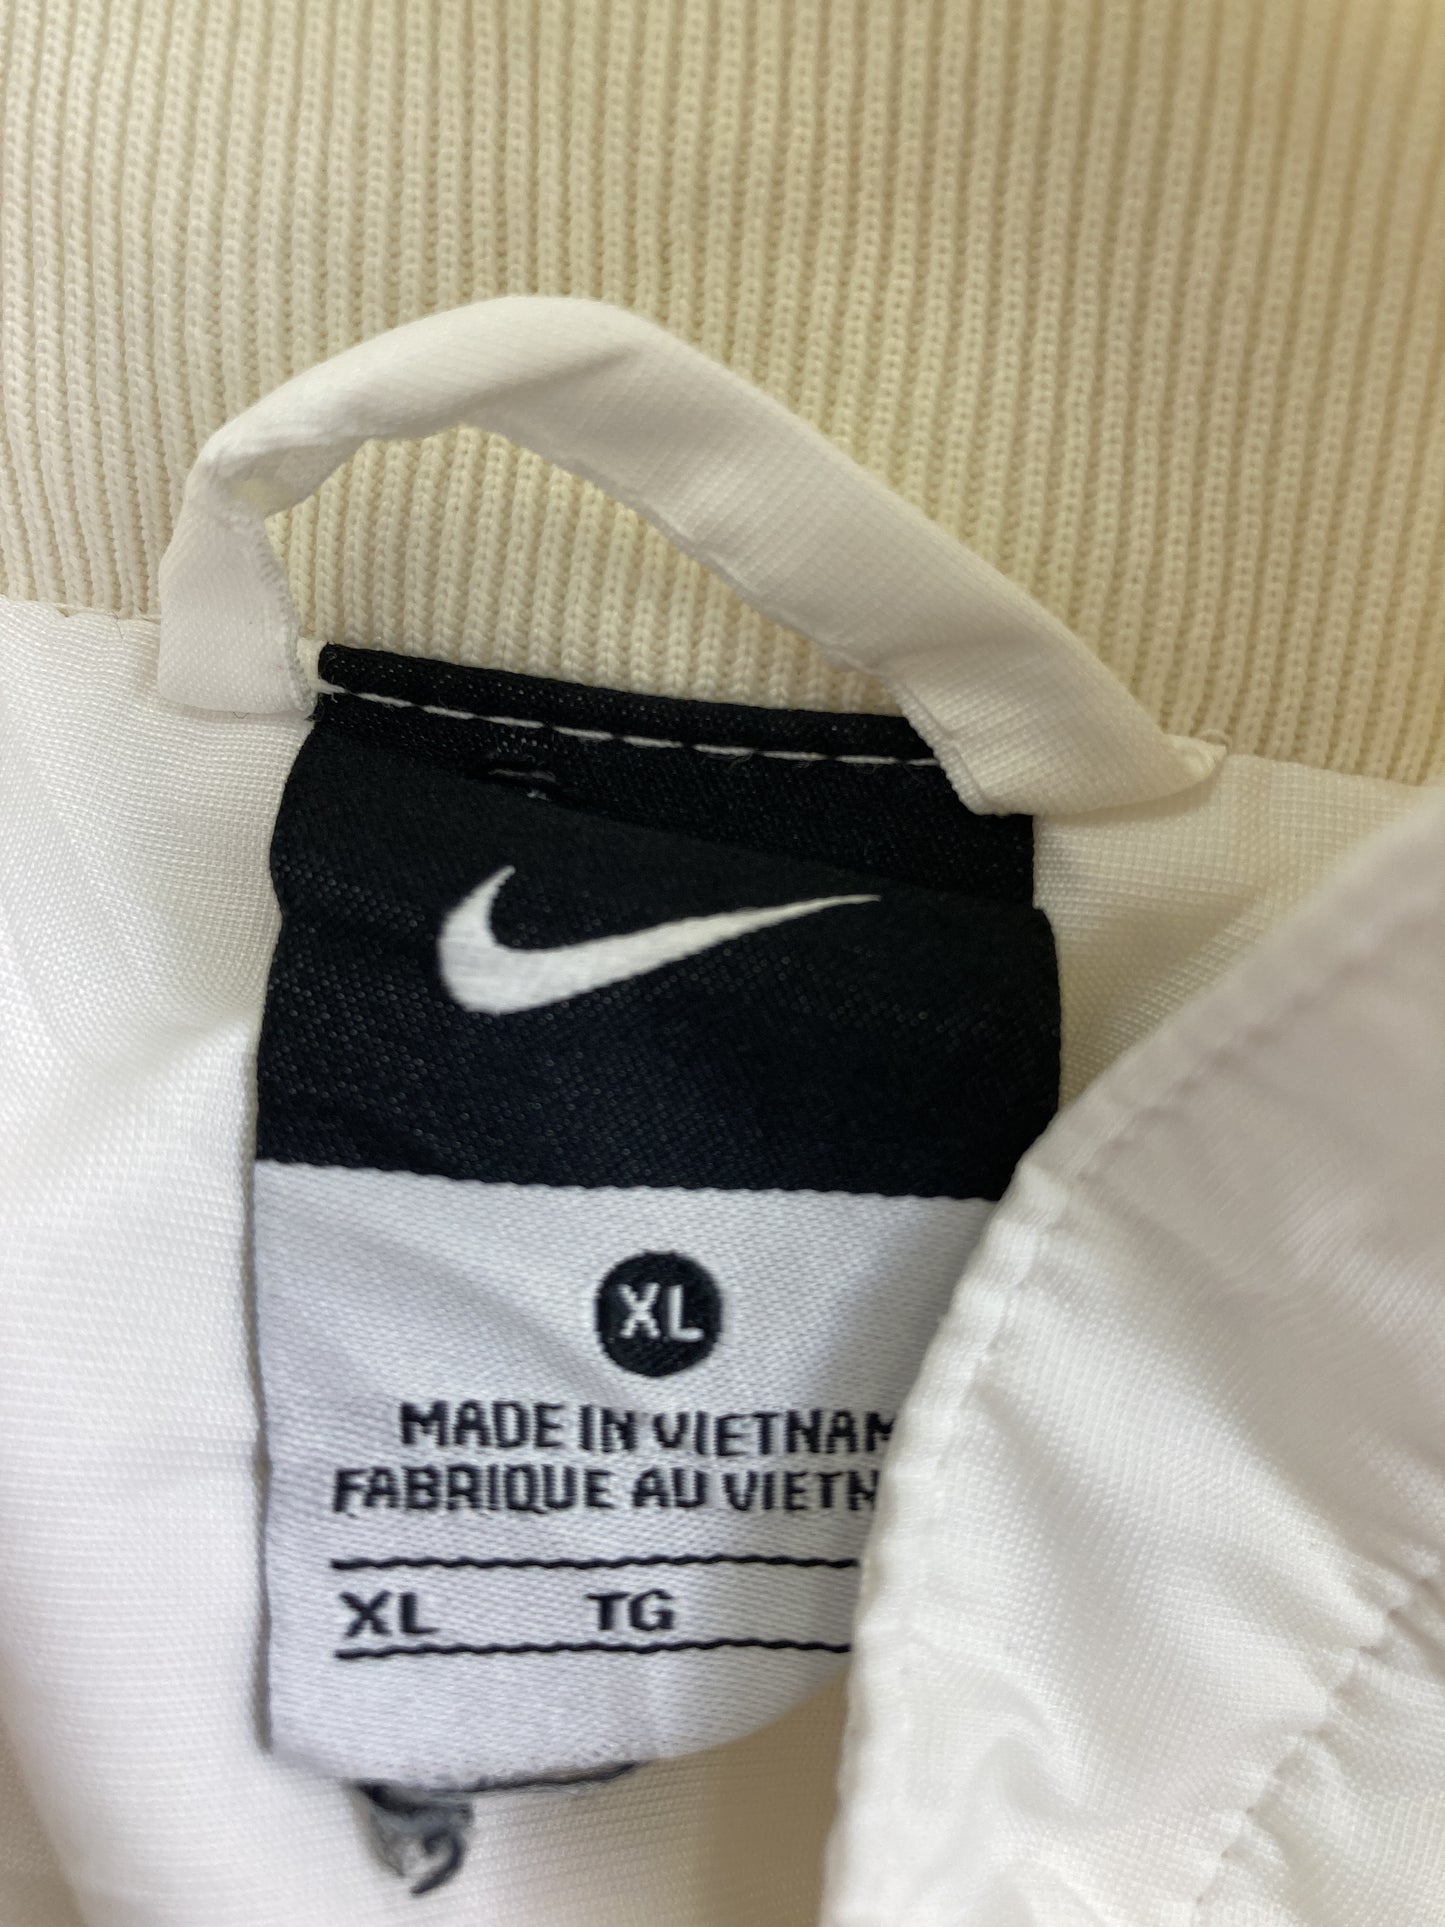 XL
MADE IN VIETNAM
FABRIQUE AU VIETN
XL TG